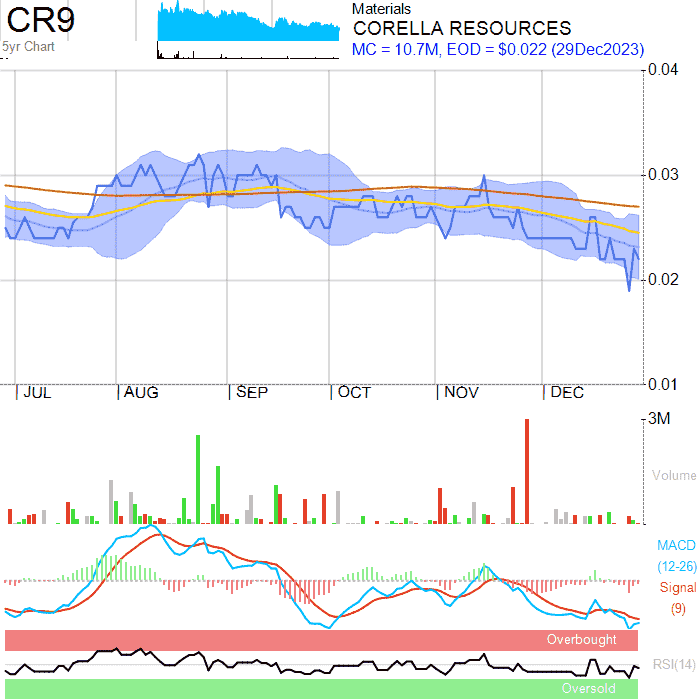 CR9
5yr Chart
Materials
CORELLA RESOURCES
MC = 10.7M, EOD = $0.022 (29Dec2023)
0.04
0.03
0.02
0.01
JUL AUG SEP OCT NOV DEC
3M
Volume
MACD
(12-26)
Signal
(9)
Overbought
RSI(14)
Oversold